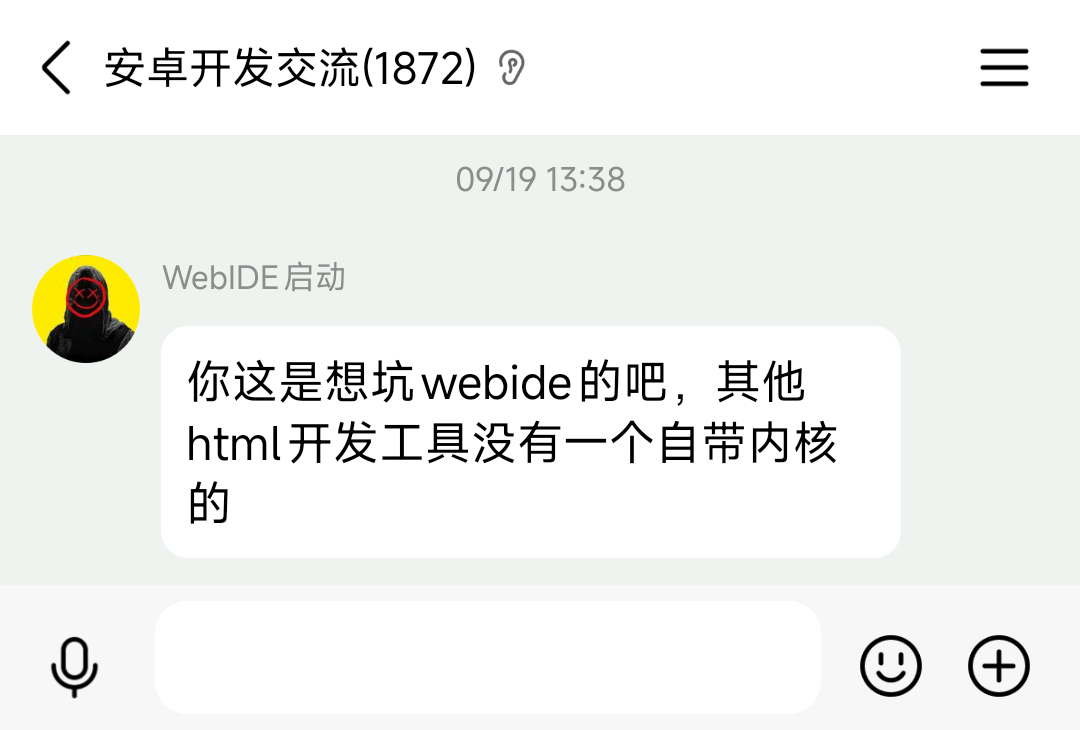 安卓开发交流(1872)
09/19 13:38
WebIDE启动
你这是想坑webide的吧，其他
html开发工具没有一个自带内核
的